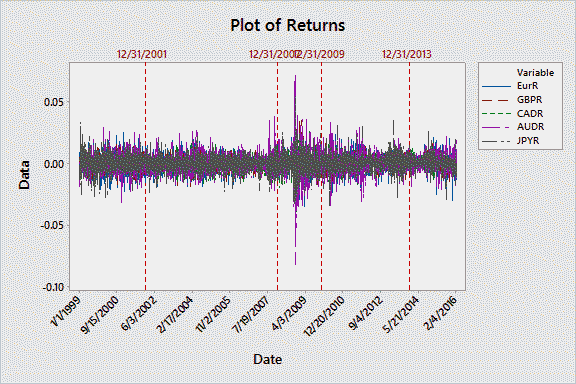 Plot of Returns
12/31/2001 12/31/2007 12/31/2009 12/31/2013
Variable
EurR
GBPR
CADR
AUDR
JPYR
0.05
0.00
-0.05
-0.10
Data
1/1/1999 9/15/2000 6/3/2002 2/17/2004 11/2/2005 7/19/2007 4/3/2009 12/20/2010 9/4/2012 5/21/2014 2/4/2016
Date